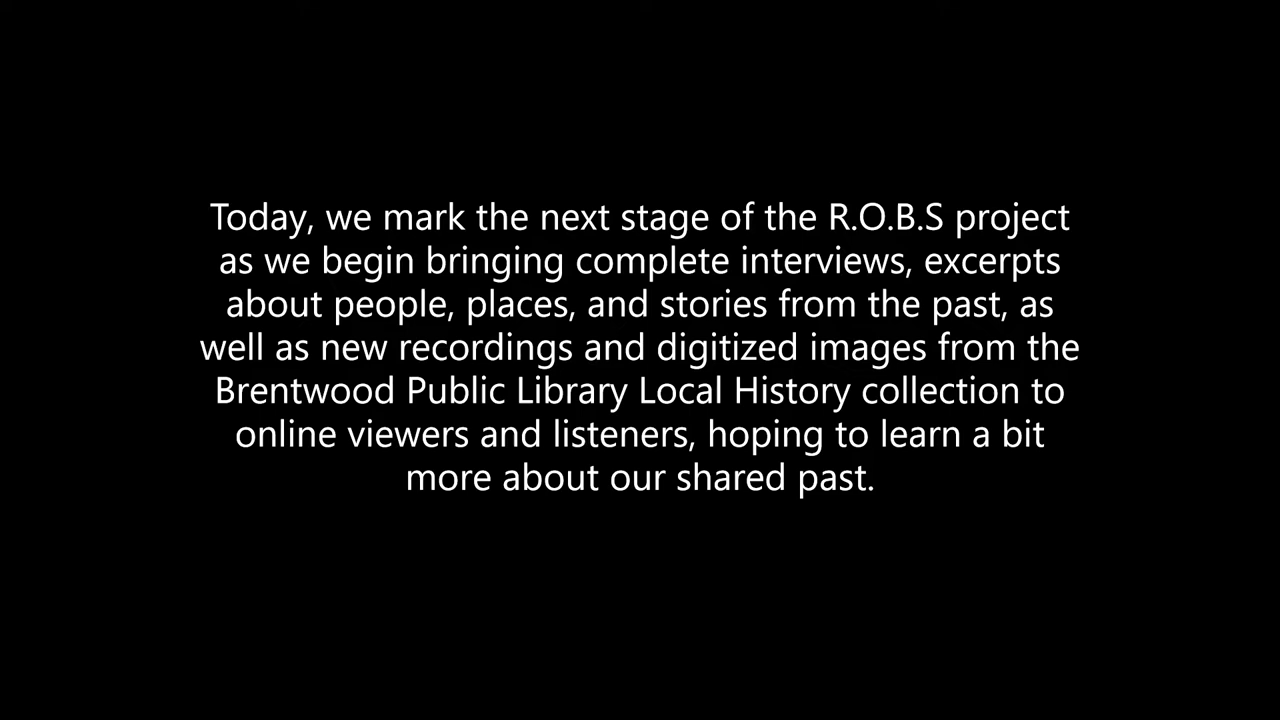 Today, we mark the next stage of the R.O.B.S project
as we begin bringing complete interviews, excerpts
about people, places, and stories from the past, as
well as new recordings and digitized images from the
Brentwood Public Library Local History collection to
online viewers and listeners, hoping to learn a bit
more about our shared past.